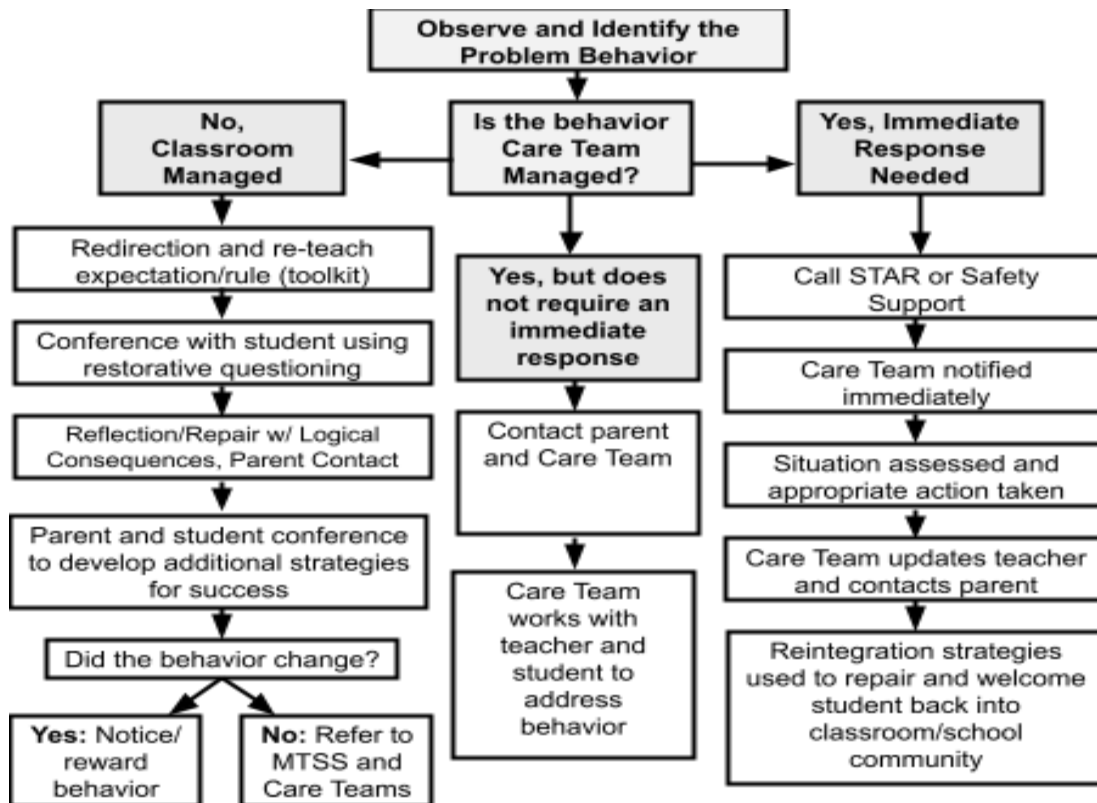 Observe and Identify the
Problem Behavior
No,
Classroom
Managed
Is the behavior
Care Team
Managed?
Yes, Immediate
Response
Needed
Redirection and re-teach
expectation/rule (toolkit)
Conference with student using
restorative questioning
Reflection/Repair w/ Logical
Consequences, Parent Contact
Parent and student conference
to develop additional strategies
for success
Did the behavior change?
Yes: Notice/
reward
behavior
No: Refer to
MTSS and
Care Teams
Yes, but does
not require an
immediate
response
Contact parent
and Care Team
Care Team
works with
teacher and
student to
address
behavior
Call STAR or Safety
Support
Care Team notified
immediately
Situation assessed and
appropriate action taken
Care Team updates teacher
and contacts parent
Reintegration strategies
used to repair and welcome
student back into
classroom/school
community